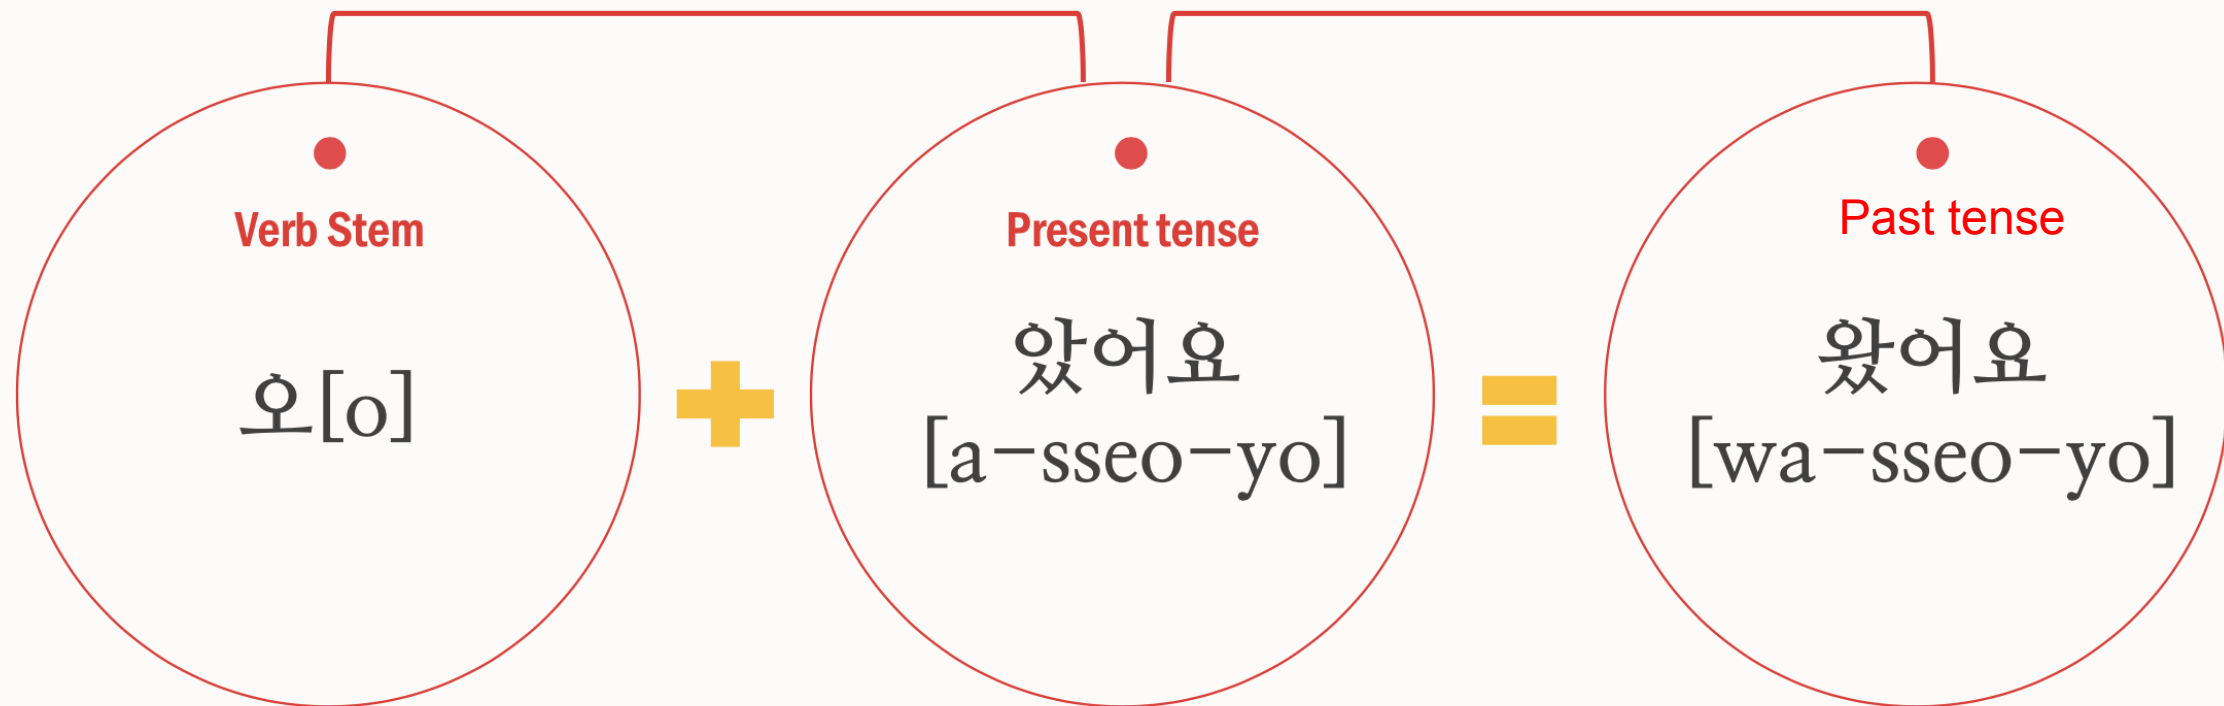 Verb Stem
오[o]
Present tense
았어요
[a-sseo-yo]
Past tense
왔어요
[wa-sseo-yo]